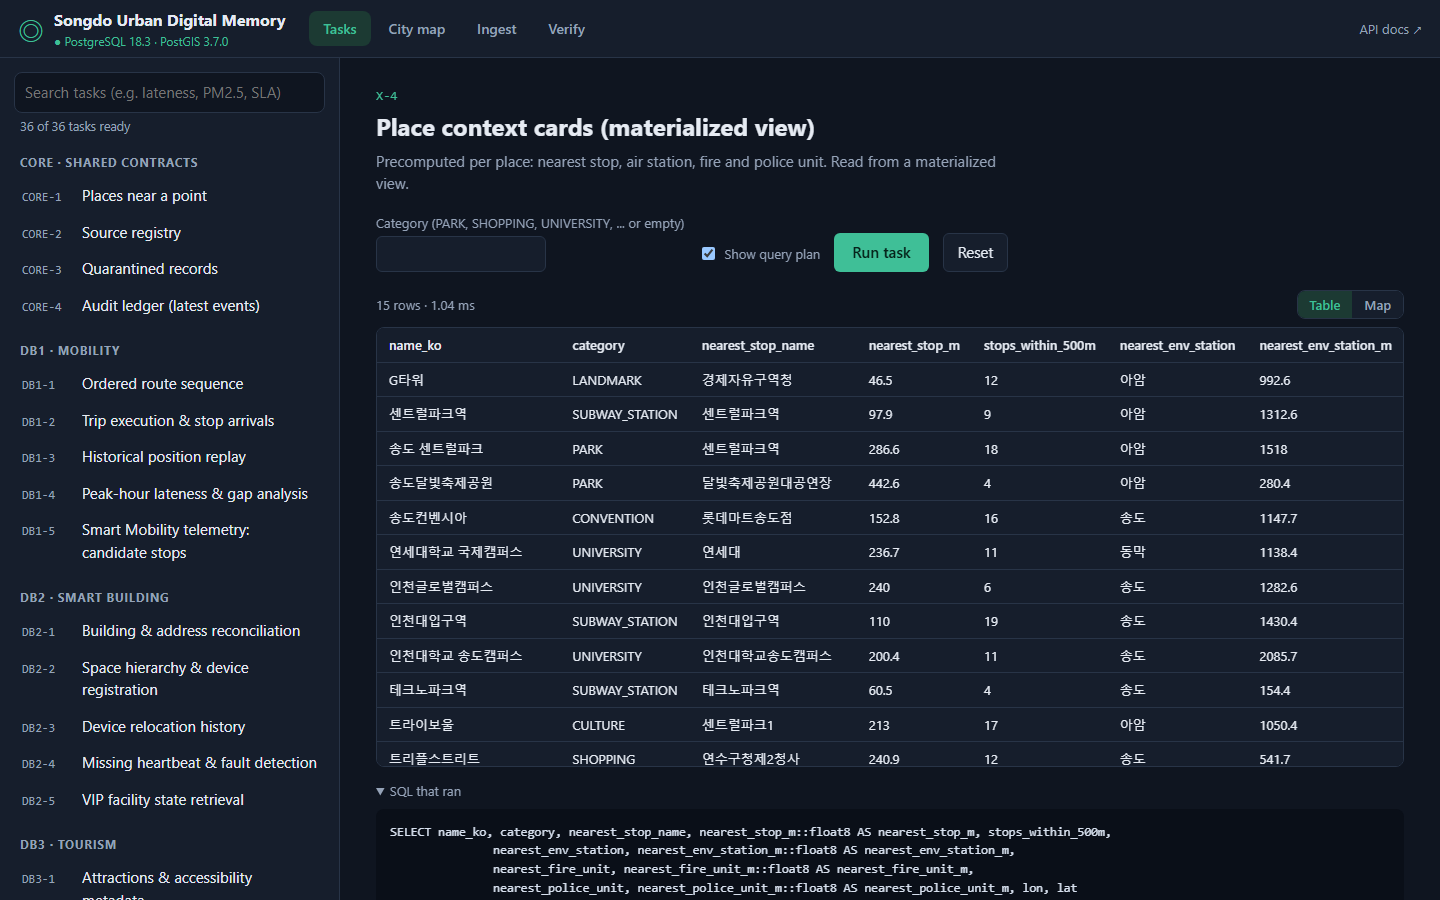 Songdo Urban Digital Memory
● PostgreSQL 18.3 · PostGIS 3.7.0
Tasks
City map
Ingest
Verify
API docs ↗
Search tasks (e.g. lateness, PM2.5, SLA)
36 of 36 tasks ready
CORE · SHARED CONTRACTS
CORE-1 Places near a point
CORE-2 Source registry
CORE-3 Quarantined records
CORE-4 Audit ledger (latest events)
DB1 · MOBILITY
DB1-1 Ordered route sequence
DB1-2 Trip execution & stop arrivals
DB1-3 Historical position replay
DB1-4 Peak-hour lateness & gap analysis
DB1-5 Smart Mobility telemetry:
candidate stops
DB2 · SMART BUILDING
DB2-1 Building & address reconciliation
DB2-2 Space hierarchy & device
registration
DB2-3 Device relocation history
DB2-4 Missing heartbeat & fault detection
DB2-5 VIP facility state retrieval
DB3 · TOURISM
DB3-1 Attractions & accessibility
metadata
X-4
Place context cards (materialized view)
Precomputed per place: nearest stop, air station, fire and police unit. Read from a materialized
view.
Category (PARK, SHOPPING, UNIVERSITY, ... or empty)
Show query plan
Run task
Reset
15 rows · 1.04 ms
Table
Map
name_ko category nearest_stop_name nearest_stop_m stops_within_500m nearest_env_station nearest_env_station_m
G타워 LANDMARK 경제자유구역청 46.5 12 아암 992.6
센트럴파크역 SUBWAY_STATION 센트럴파크역 97.9 9 아암 1312.6
송도 센트럴파크 PARK 센트럴파크역 286.6 18 아암 1518
송도달빛축제공원 PARK 달빛축제공원대공연장 442.6 4 아암 280.4
송도컨벤시아 CONVENTION 롯데마트송도점 152.8 16 송도 1147.7
연세대학교 국제캠퍼스 UNIVERSITY 연세대 236.7 11 동막 1138.4
인천글로벌캠퍼스 UNIVERSITY 인천글로벌캠퍼스 240 6 송도 1282.6
인천대입구역 SUBWAY_STATION 인천대입구역 110 19 송도 1430.4
인천대학교 송도캠퍼스 UNIVERSITY 인천대학교송도캠퍼스 200.4 11 송도 2085.7
테크노파크역 SUBWAY_STATION 테크노파크역 60.5 4 송도 154.4
트라이보울 CULTURE 센트럴파크1 213 17 아암 1050.4
트리플스트리트 SHOPPING 연수구청제2청사 240.9 12 송도 541.7
▼ SQL that ran
SELECT name_ko, category, nearest_stop_name, nearest_stop_m::float8 AS nearest_stop_m, stops_within_500m,
nearest_env_station, nearest_env_station_m::float8 AS nearest_env_station_m,
nearest_fire_unit, nearest_fire_unit_m::float8 AS nearest_fire_unit_m,
nearest_police_unit, nearest_police_unit_m::float8 AS nearest_police_unit_m, lon, lat